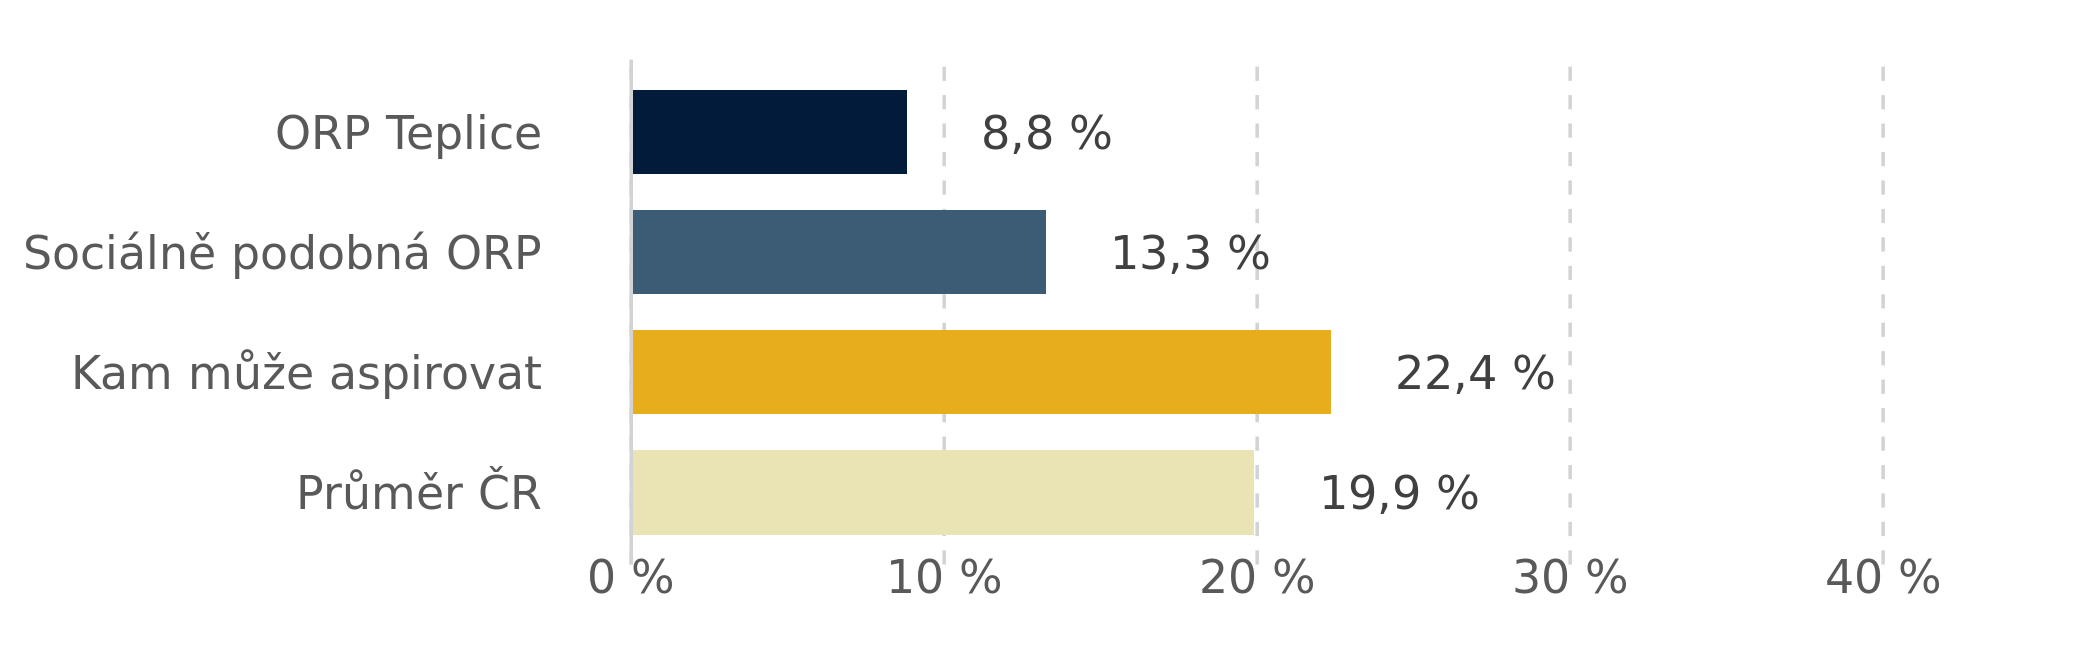 ORP Teplice 8,8 %
Sociálně podobná ORP 13,3 %
Kam může aspirovat 22,4 %
Průměr ČR 19,9 %
0 % 10 % 20 % 30 % 40 %